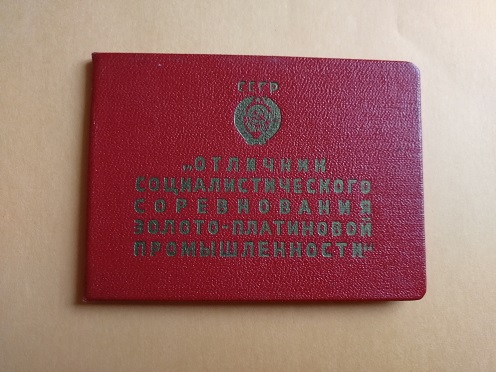 СССР
„ОТЛИЧНИК
СОЦИАЛИСТИЧЕСКОГО
СОРЕВНОВАНИЯ
ЗОЛОТО-ПЛАТИНОВОЙ
ПРОМЫШЛЕННОСТИ“